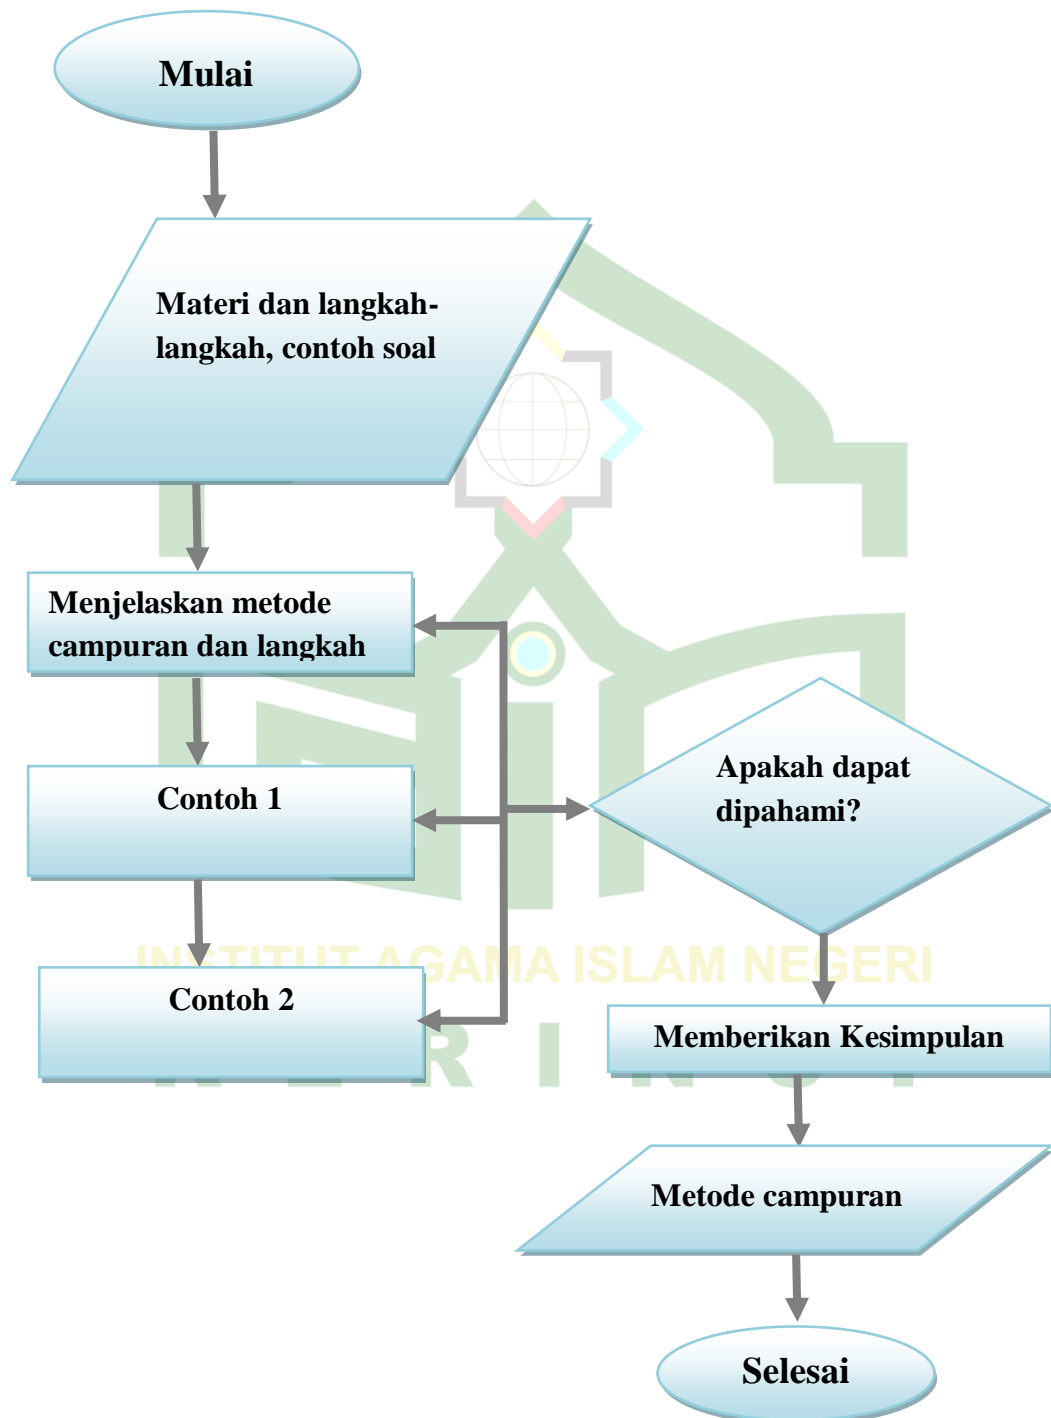 Mulai
Materi dan langkah-
langkah, contoh soal
Menjelaskan metode
campuran dan langkah
Contoh 1
Apakah dapat
dipahami?
Contoh 2
INSTITUT AGAMA ISLAM NEGERI
KERINCI
Memberikan Kesimpulan
Metode campuran
Selesai